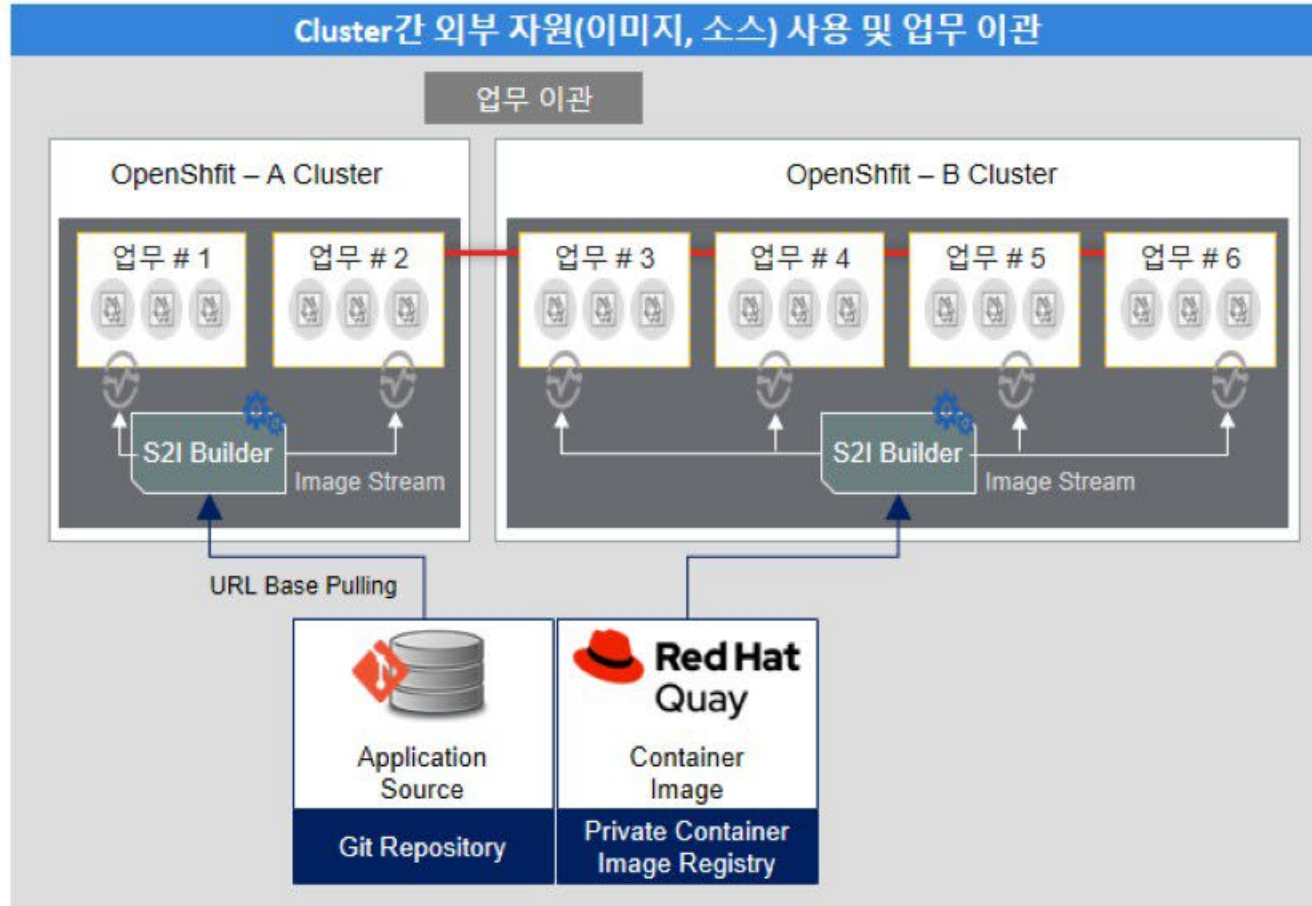 Cluster간 외부 자원(이미지, 소스) 사용 및 업무 이관
업무 이관
OpenShfit – A Cluster
OpenShfit – B Cluster
업무 # 1
업무 # 2
업무 # 3
업무 # 4
업무 # 5
업무 # 6
S2I Builder
Image Stream
S2I Builder
Image Stream
URL Base Pulling
Application
Source
Git Repository
Red Hat
Quay
Container
Image
Private Container
Image Registry